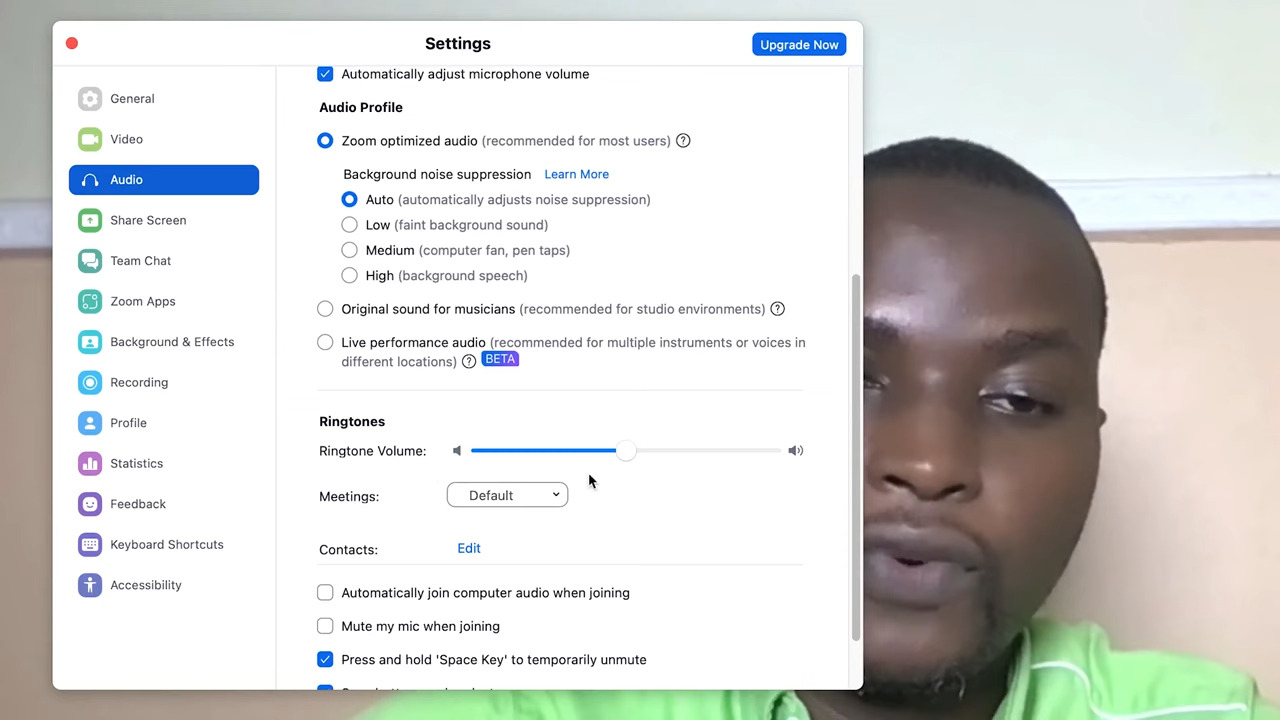 Settings
Upgrade Now
General
Video
Audio
Share Screen
Team Chat
Zoom Apps
Background & Effects
Recording
Profile
Statistics
Feedback
Keyboard Shortcuts
Accessibility
Automatically adjust microphone volume
Audio Profile
Zoom optimized audio (recommended for most users) ?
Background noise suppression Learn More
Auto (automatically adjusts noise suppression)
Low (faint background sound)
Medium (computer fan, pen taps)
High (background speech)
Original sound for musicians (recommended for studio environments) ?
Live performance audio (recommended for multiple instruments or voices in
different locations) ? BETA
Ringtones
Ringtone Volume:
Meetings: Default
Contacts: Edit
Automatically join computer audio when joining
Mute my mic when joining
Press and hold 'Space Key' to temporarily unmute